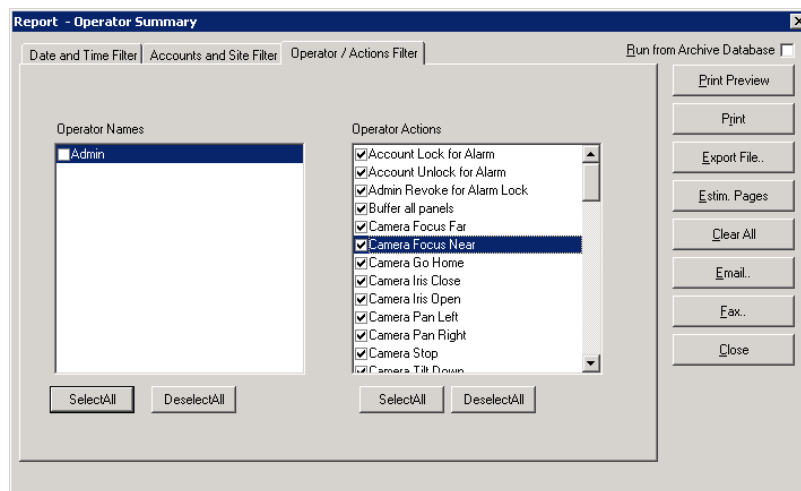 Report - Operator Summary
Date and Time Filter
Accounts and Site Filter
Operator / Actions Filter
Run from Archive Database
Operator Names
Admin
SelectAll
DeselectAll
Operator Actions
Account Lock for Alarm
Account Unlock for Alarm
Admin Revoke for Alarm Lock
Buffer all panels
Camera Focus Far
Camera Focus Near
Camera Go Home
Camera Iris Close
Camera Iris Open
Camera Pan Left
Camera Pan Right
Camera Stop
Camera Tilt Down
SelectAll
DeselectAll
Print Preview
Print
Export File..
Estim. Pages
Clear All
Email..
Fax..
Close